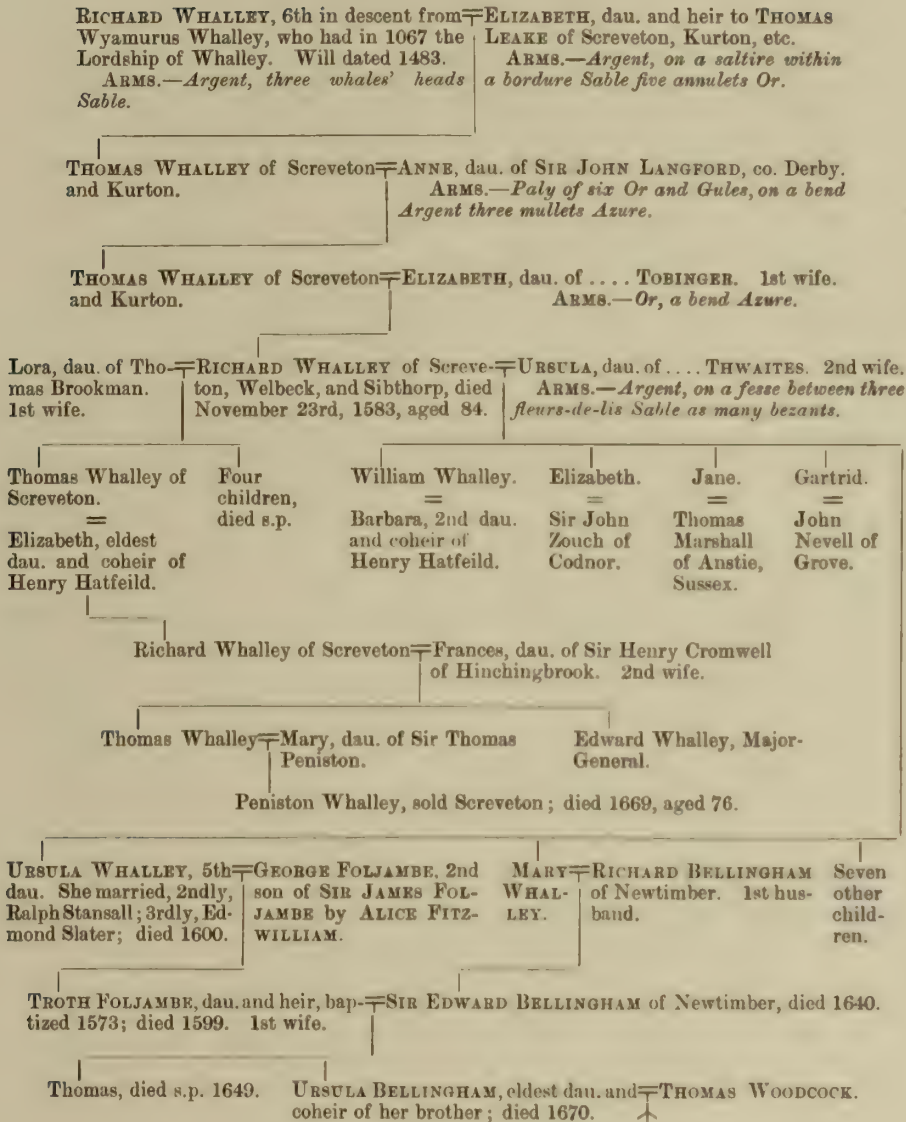 RICHARD WHALLEY, 6th in descent from
Wyamurus Whalley, who had in 1067 the
Lordship of Whalley. Will dated 1483.
ARMS.—Argent, three whales' heads
Sable.
ELIZABETH, dau. and heir to THOMAS
LEAKE of Screveton, Kurton, etc.
ARMS.—Argent, on a saltire within
a bordure Sable five annulets Or.
THOMAS WHALLEY of Screveton
and Kurton.
ANNE, dau. of SIR JOHN LANGFORD, co. Derby.
ARMS.—Paly of six Or and Gules, on a bend
Argent three mullets Azure.
THOMAS WHALLEY of Screveton
and Kurton.
ELIZABETH, dau. of .... TOBINGER. 1st wife.
ARMS.—Or, a bend Azure.
Lora, dau. of Tho-
mas Brookman.
1st wife.
RICHARD WHALLEY of Screve-
ton, Welbeck, and Sibthorp, died
November 23rd, 1583, aged 84.
URSULA, dau. of .... THWAITES. 2nd wife.
ARMS.—Argent, on a fesse between three
fleurs-de-lis Sable as many bezants.
Thomas Whalley of
Screveton.
=
Elizabeth, eldest
dau. and coheir of
Henry Hatfeild.
Four
children,
died s.p.
William Whalley.
=
Barbara, 2nd dau.
and coheir of
Henry Hatfeild.
Elizabeth.
=
Sir John
Zouch of
Codnor.
Jane.
=
Thomas
Marshall
of Anstie,
Sussex.
Gartrid.
=
John
Nevell of
Grove.
Richard Whalley of Screveton
Frances, dau. of Sir Henry Cromwell
of Hinchingbrook. 2nd wife.
Thomas Whalley
Mary, dau. of Sir Thomas
Peniston.
Edward Whalley, Major-
General.
Peniston Whalley, sold Screveton; died 1669, aged 76.
URSULA WHALLEY, 5th
dau. She married, 2ndly,
Ralph Stansall; 3rdly, Ed-
mond Slater; died 1600.
GEORGE FOLJAMBE, 2nd
son of SIR JAMES FOL-
JAMBE by ALICE FITZ-
WILLIAM.
MARY
WHAL-
LEY.
RICHARD BELLINGHAM
of Newtimber. 1st hus-
band.
Seven
other
child-
ren.
TROTH FOLJAMBE, dau. and heir, bap-
tized 1573; died 1599. 1st wife.
SIR EDWARD BELLINGHAM of Newtimber, died 1640.
Thomas, died s.p. 1649.
URSULA BELLINGHAM, eldest dau. and
coheir of her brother; died 1670.
THOMAS WOODCOCK.